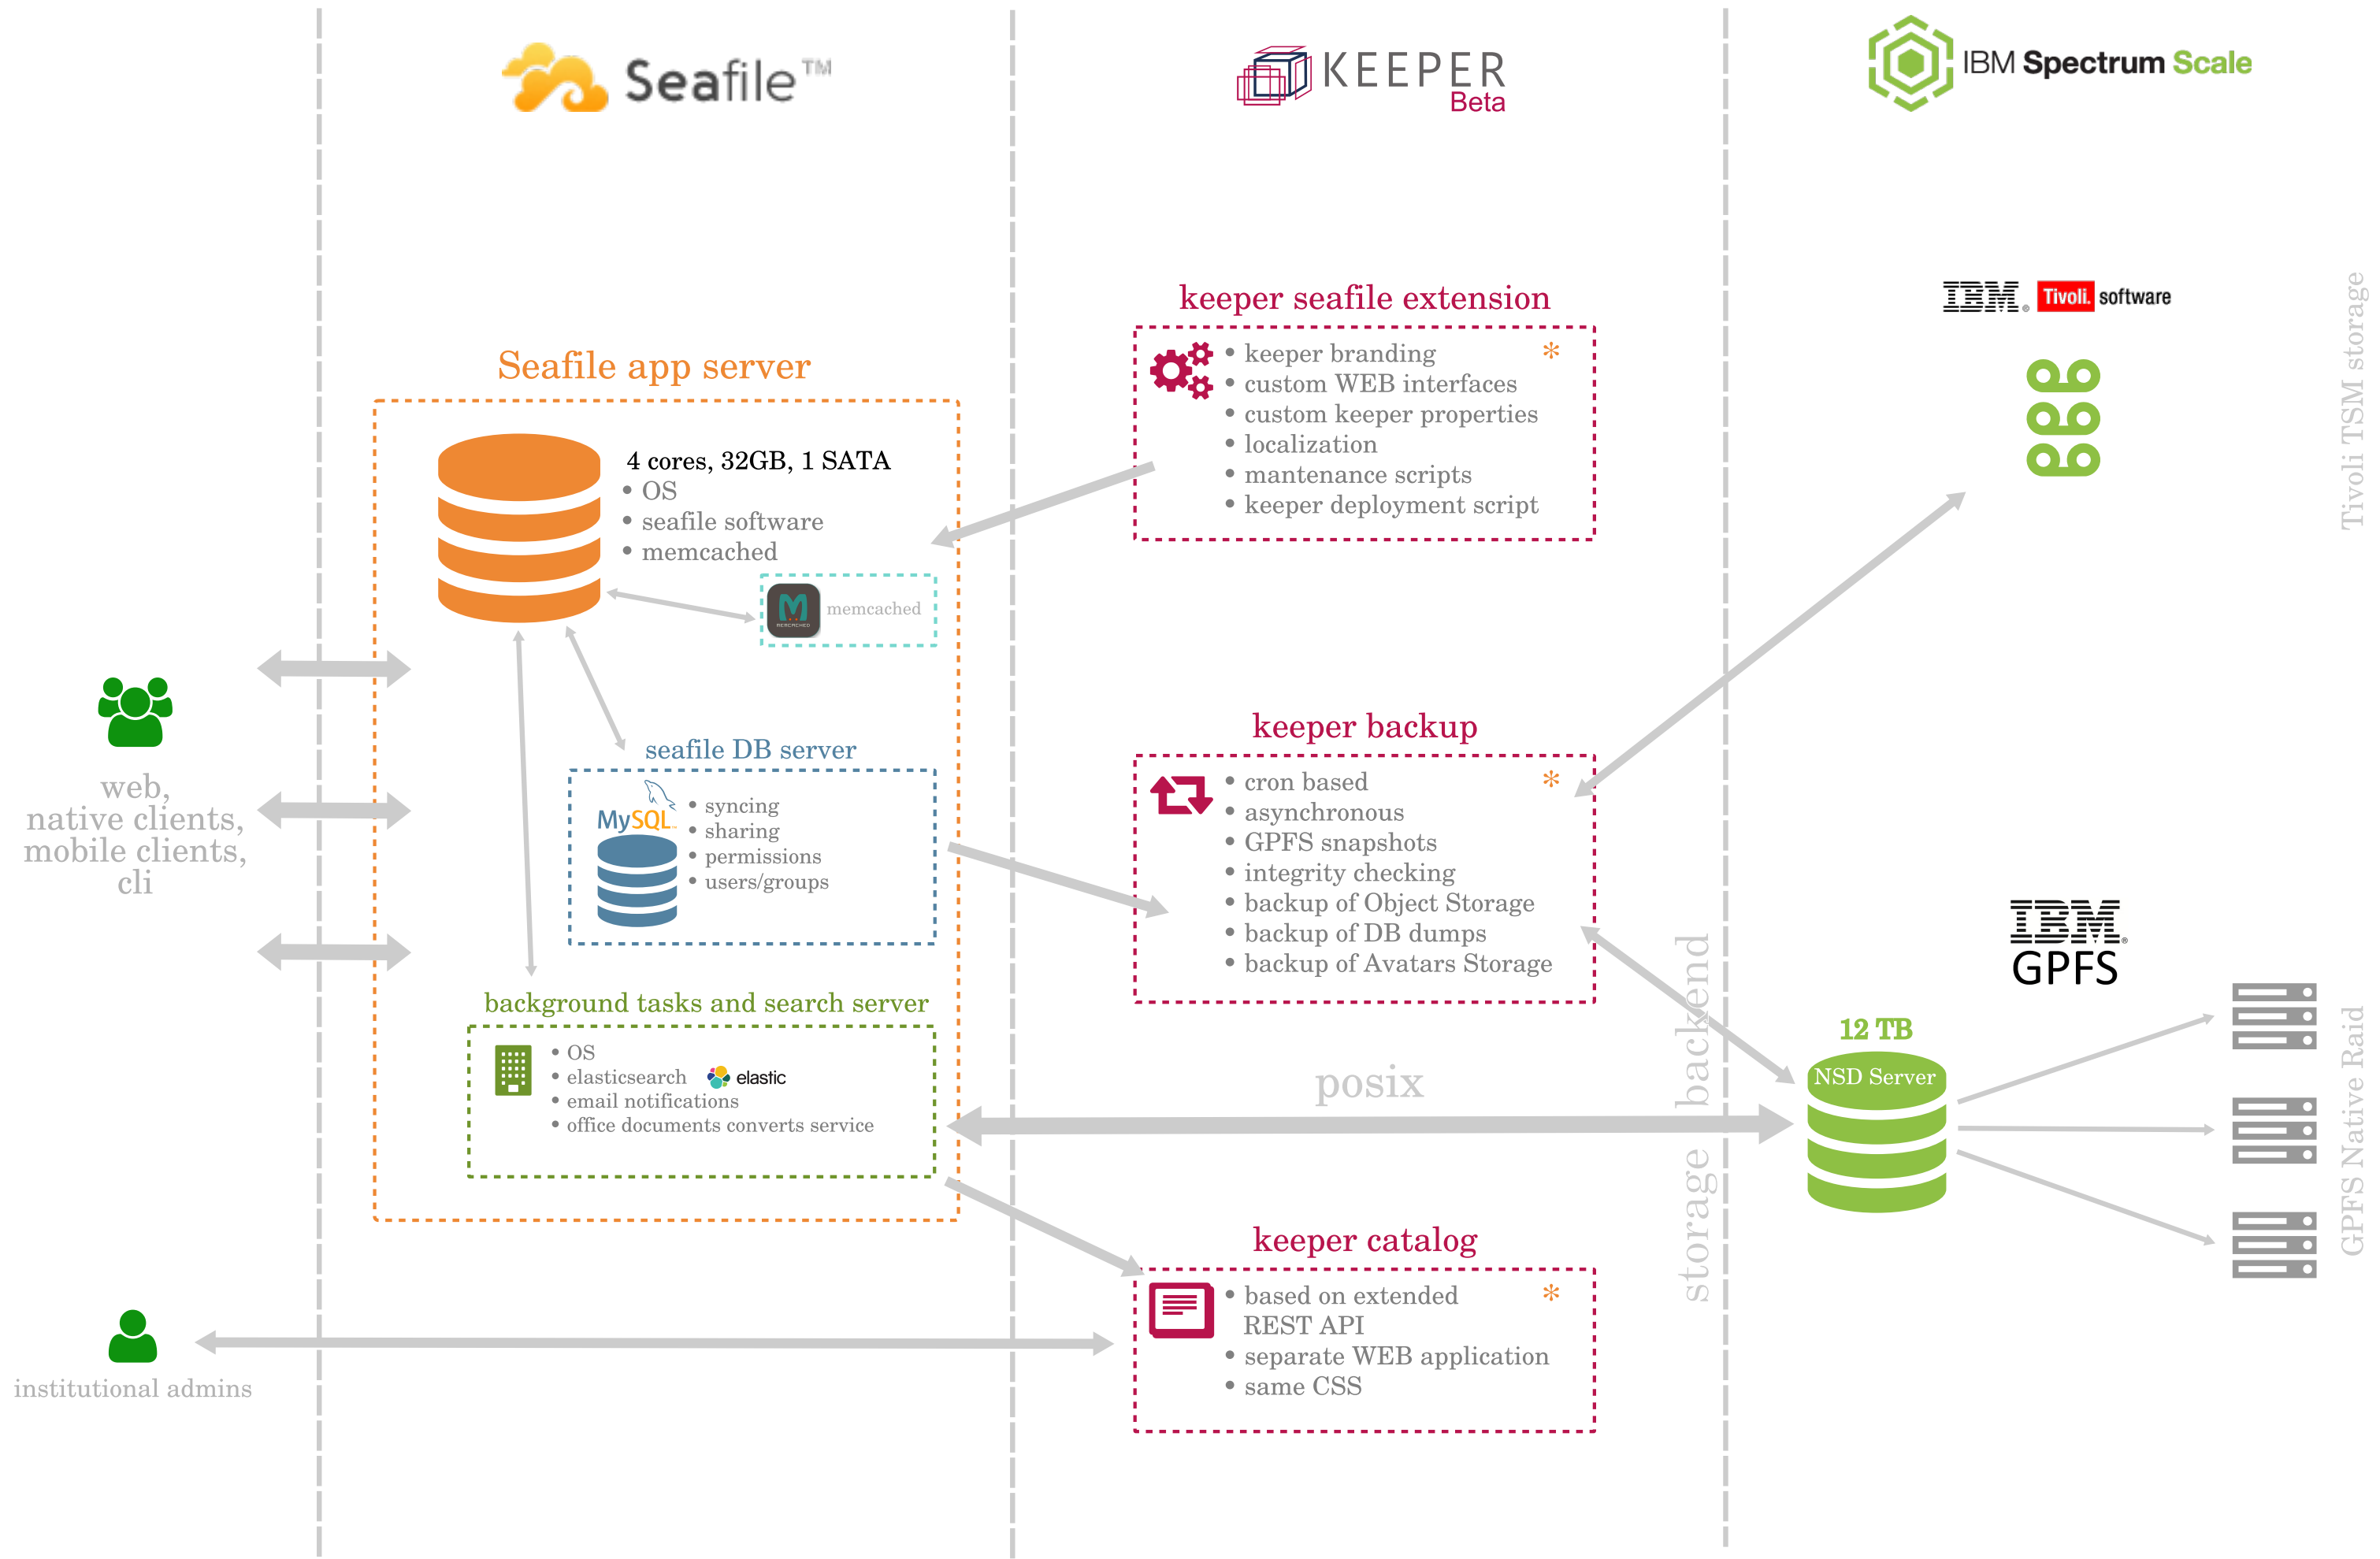 Seafile™
KEEPER
Beta
IBM Spectrum Scale
web,
native clients,
mobile clients,
cli
institutional admins
Seafile app server
4 cores, 32GB, 1 SATA
• OS
• seafile software
• memcached
MEMCACHED
memcached
seafile DB server
MySQL™
• syncing
• sharing
• permissions
• users/groups
background tasks and search server
• OS
• elasticsearch
elastic
• email notifications
• office documents converts service
keeper seafile extension
• keeper branding *
• custom WEB interfaces
• custom keeper properties
• localization
• mantenance scripts
• keeper deployment script
keeper backup
• cron based *
• asynchronous
• GPFS snapshots
• integrity checking
• backup of Object Storage
• backup of DB dumps
• backup of Avatars Storage
posix
keeper catalog
• based on extended *
REST API
• separate WEB application
• same CSS
storage backend
IBM® Tivoli. software
Tivoli TSM storage
IBM®
GPFS
12 TB
NSD Server
GPFS Native Raid